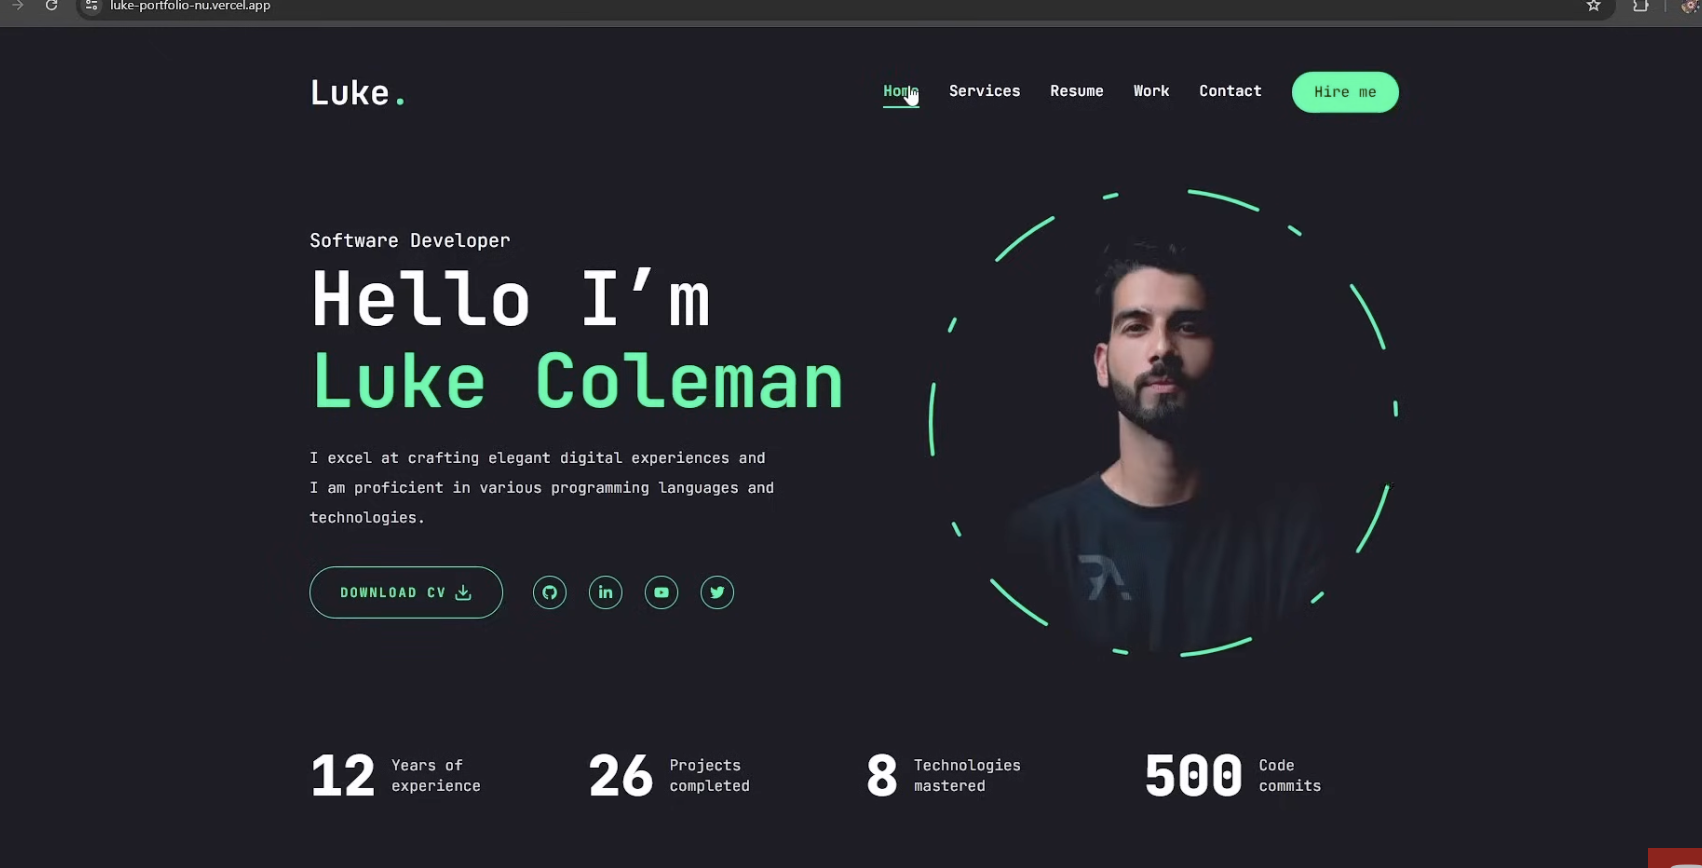 luke-portfolio-nu.vercel.app
Luke.
Home Services Resume Work Contact Hire me
Software Developer
Hello I’m
Luke Coleman
I excel at crafting elegant digital experiences and
I am proficient in various programming languages and
technologies.
DOWNLOAD CV
in
12 Years of
experience
26 Projects
completed
8 Technologies
mastered
500 Code
commits